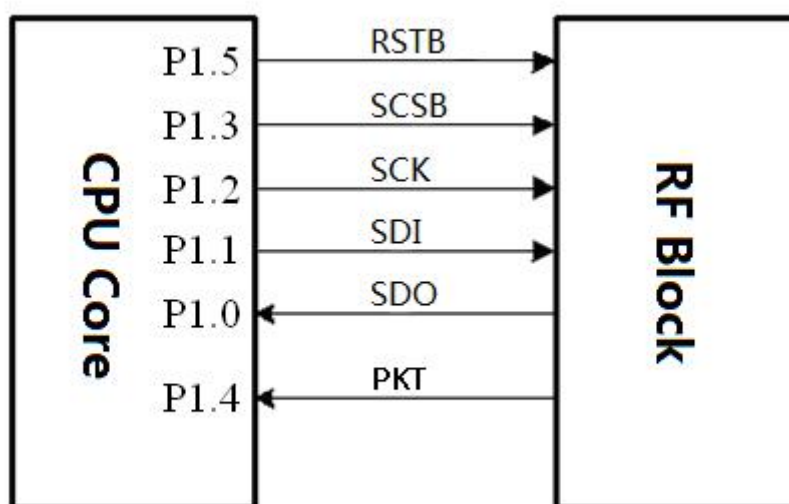 P1.5 RSTB
P1.3 SCSB
P1.2 SCK
P1.1 SDI
P1.0 SDO
P1.4 PKT
CPU Core
RF Block